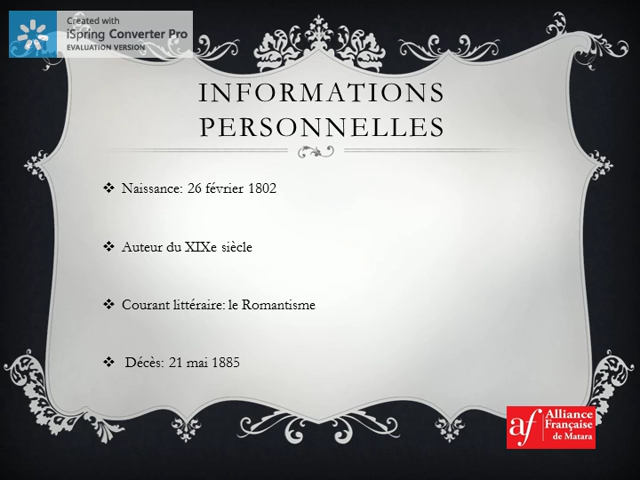 Created with
iSpring Converter Pro
EVALUATION VERSION
INFORMATIONS
PERSONNELLES
Naissance: 26 février 1802
Auteur du XIXe siècle
Courant littéraire: le Romantisme
Décès: 21 mai 1885
af Alliance
Française
de Matara